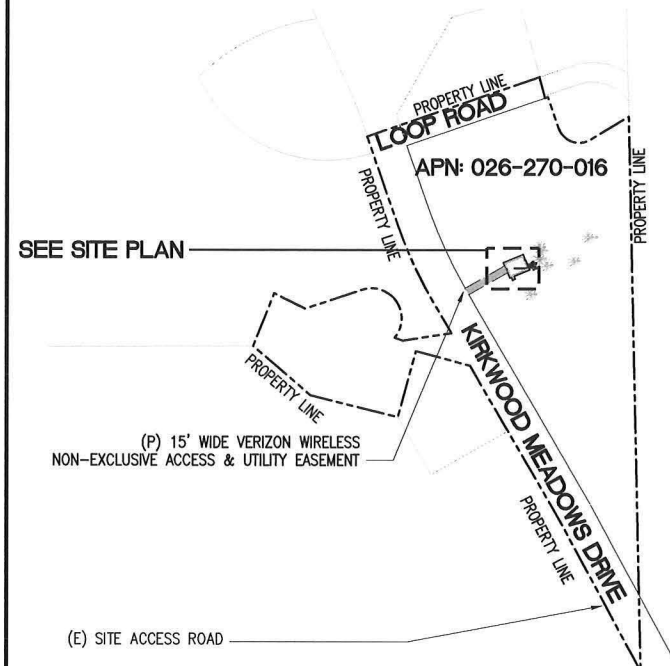 PROPERTY LINE
LOOP ROAD
APN: 026-270-016
PROPERTY LINE
PROPERTY LINE
SEE SITE PLAN
KIRKWOOD MEADOWS DRIVE
PROPERTY LINE
(P) 15' WIDE VERIZON WIRELESS
NON-EXCLUSIVE ACCESS & UTILITY EASEMENT
PROPERTY LINE
(E) SITE ACCESS ROAD